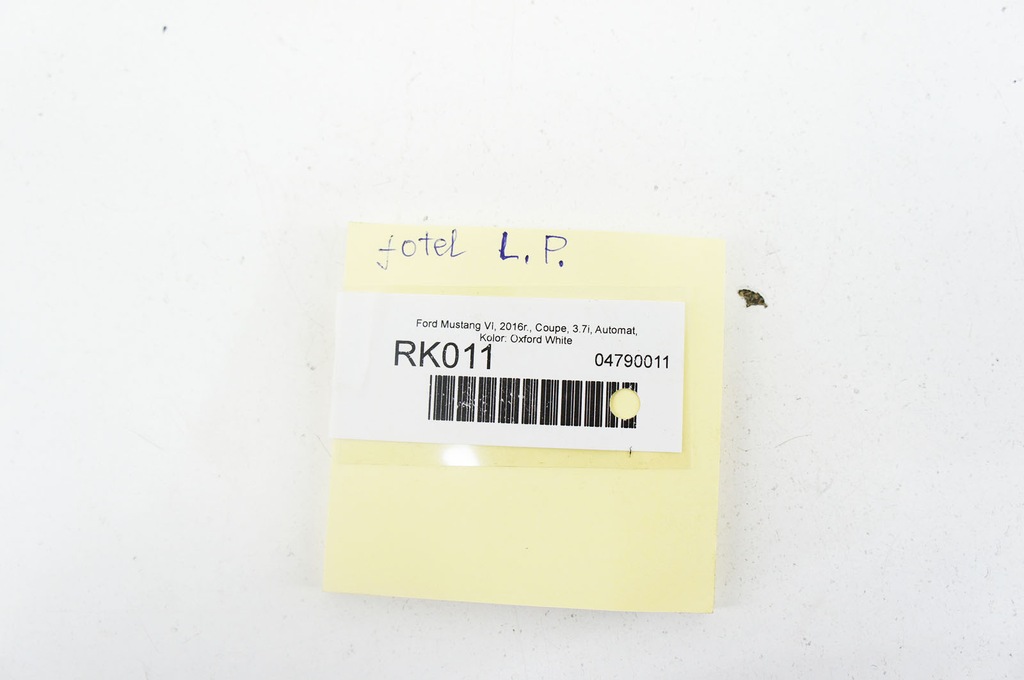 fotel L.P.
Ford Mustang VI, 2016r., Coupe, 3.7i, Automat,
Kolor: Oxford White
RK011 04790011